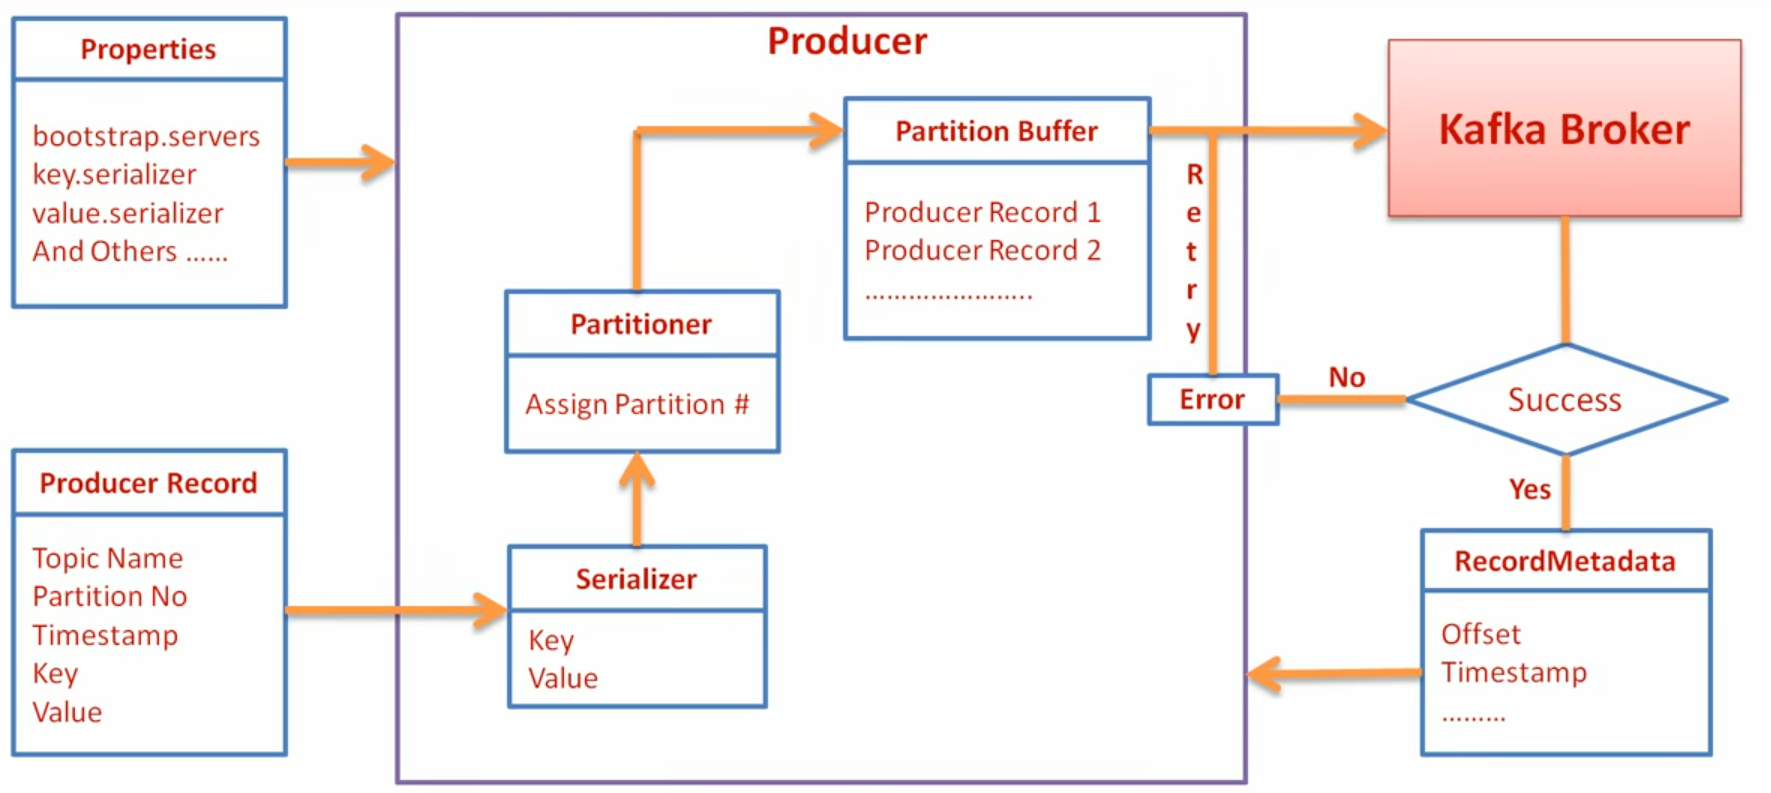 Properties
bootstrap.servers
key.serializer
value.serializer
And Others ......
Producer Record
Topic Name
Partition No
Timestamp
Key
Value
Producer
Serializer
Key
Value
Partitioner
Assign Partition #
Partition Buffer
Producer Record 1
Producer Record 2
.......................
Retry
Kafka Broker
Success
No
Error
Yes
RecordMetadata
Offset
Timestamp
.........